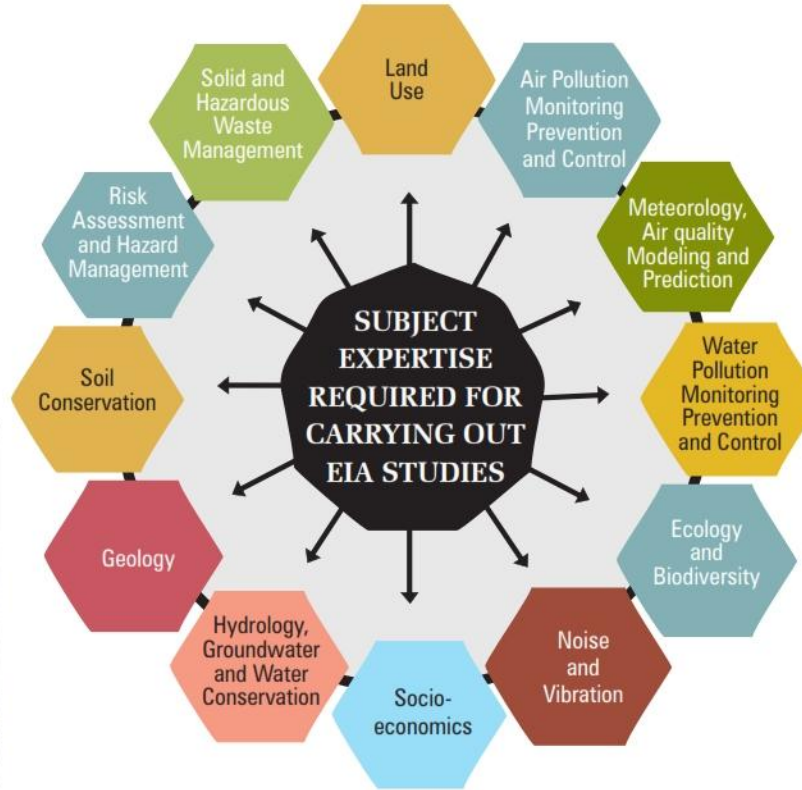 Land
Use
Air Pollution
Monitoring
Prevention
and Control
Meteorology,
Air quality
Modeling and
Prediction
Water
Pollution
Monitoring
Prevention
and Control
Ecology
and
Biodiversity
Noise
and
Vibration
Socio-
economics
Hydrology,
Groundwater
and Water
Conservation
Geology
Soil
Conservation
Risk
Assessment
and Hazard
Management
Solid and
Hazardous
Waste
Management
SUBJECT
EXPERTISE
REQUIRED FOR
CARRYING OUT
EIA STUDIES